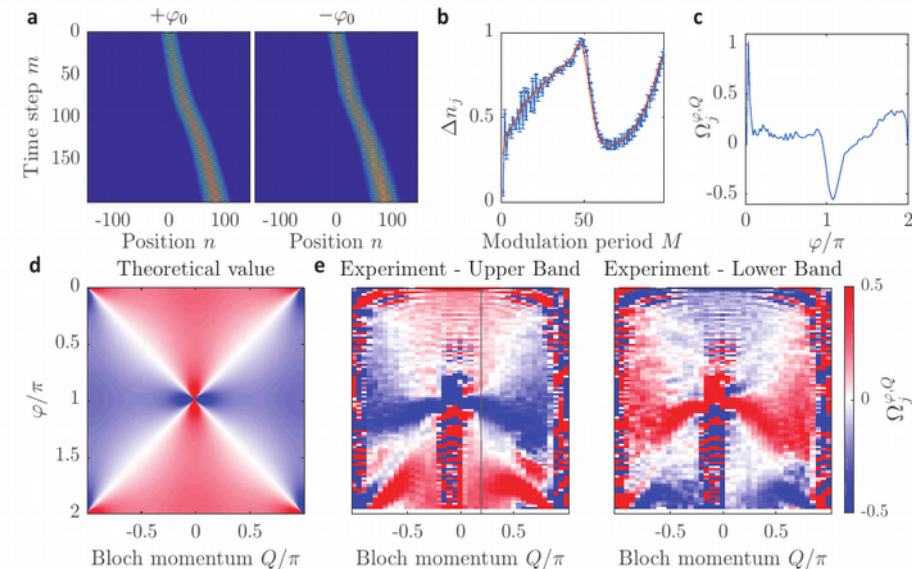 a
+φ₀
−φ₀
0
50
100
150
Time step m
-100
0
100
-100
0
100
Position n
Position n
b
1
0.5
0
Δnⱼ
0
50
Modulation period M
c
1
0.5
0
-0.5
Ωⱼ^{φ,Q}
0
1
2
φ/π
d
Theoretical value
0
0.5
1
1.5
2
φ/π
-0.5
0
0.5
Bloch momentum Q/π
e
Experiment - Upper Band
-0.5
0
0.5
Bloch momentum Q/π
Experiment - Lower Band
-0.5
0
0.5
Bloch momentum Q/π
0.5
0
-0.5
Ωⱼ^{φ,Q}